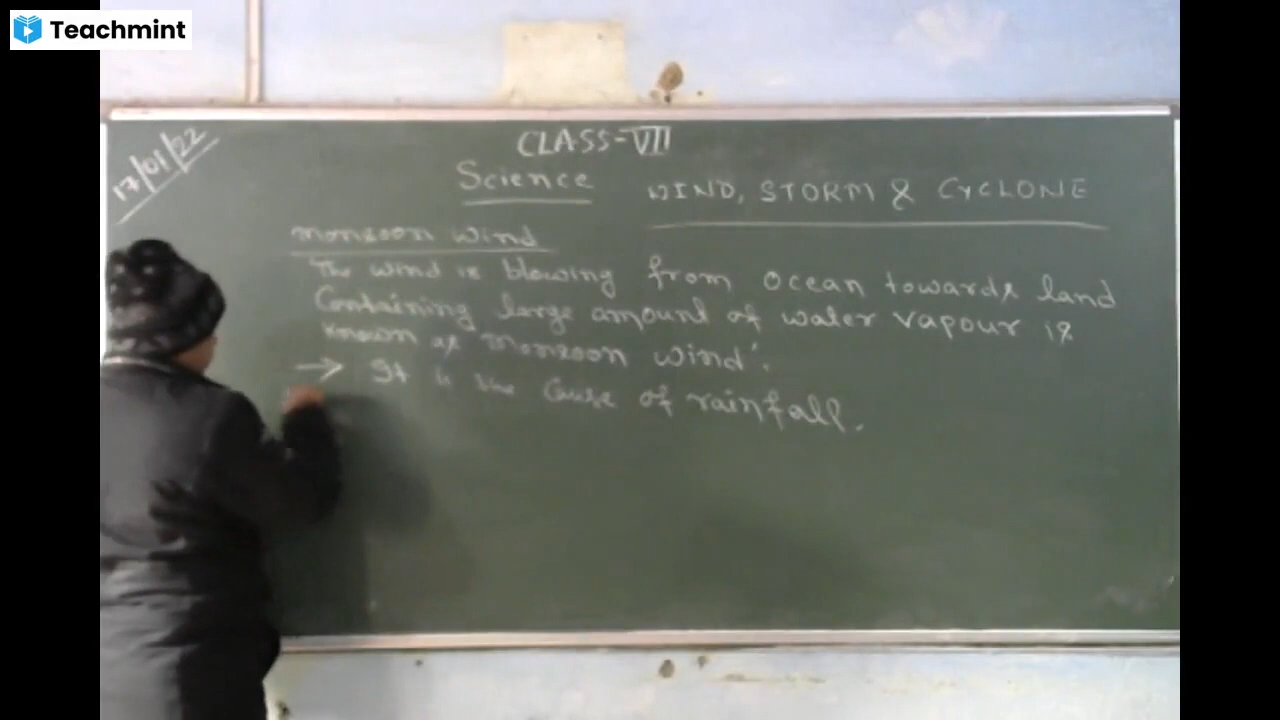 Teachmint
17/01/22
CLASS-VII
Science
WIND, STORM & CYCLONE
Monsoon wind
The wind is blowing from ocean towards land
Containing large amount of water vapour is
known as 'monsoon wind'.
→ It is the cause of rainfall.